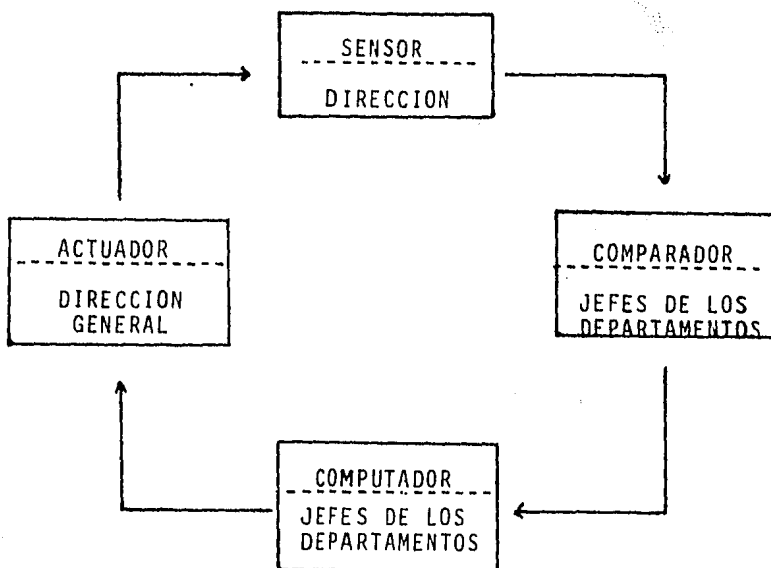 SENSOR
DIRECCION
ACTUADOR
DIRECCION
GENERAL
COMPARADOR
JEFES DE LOS
DEPARTAMENTOS
COMPUTADOR
JEFES DE LOS
DEPARTAMENTOS